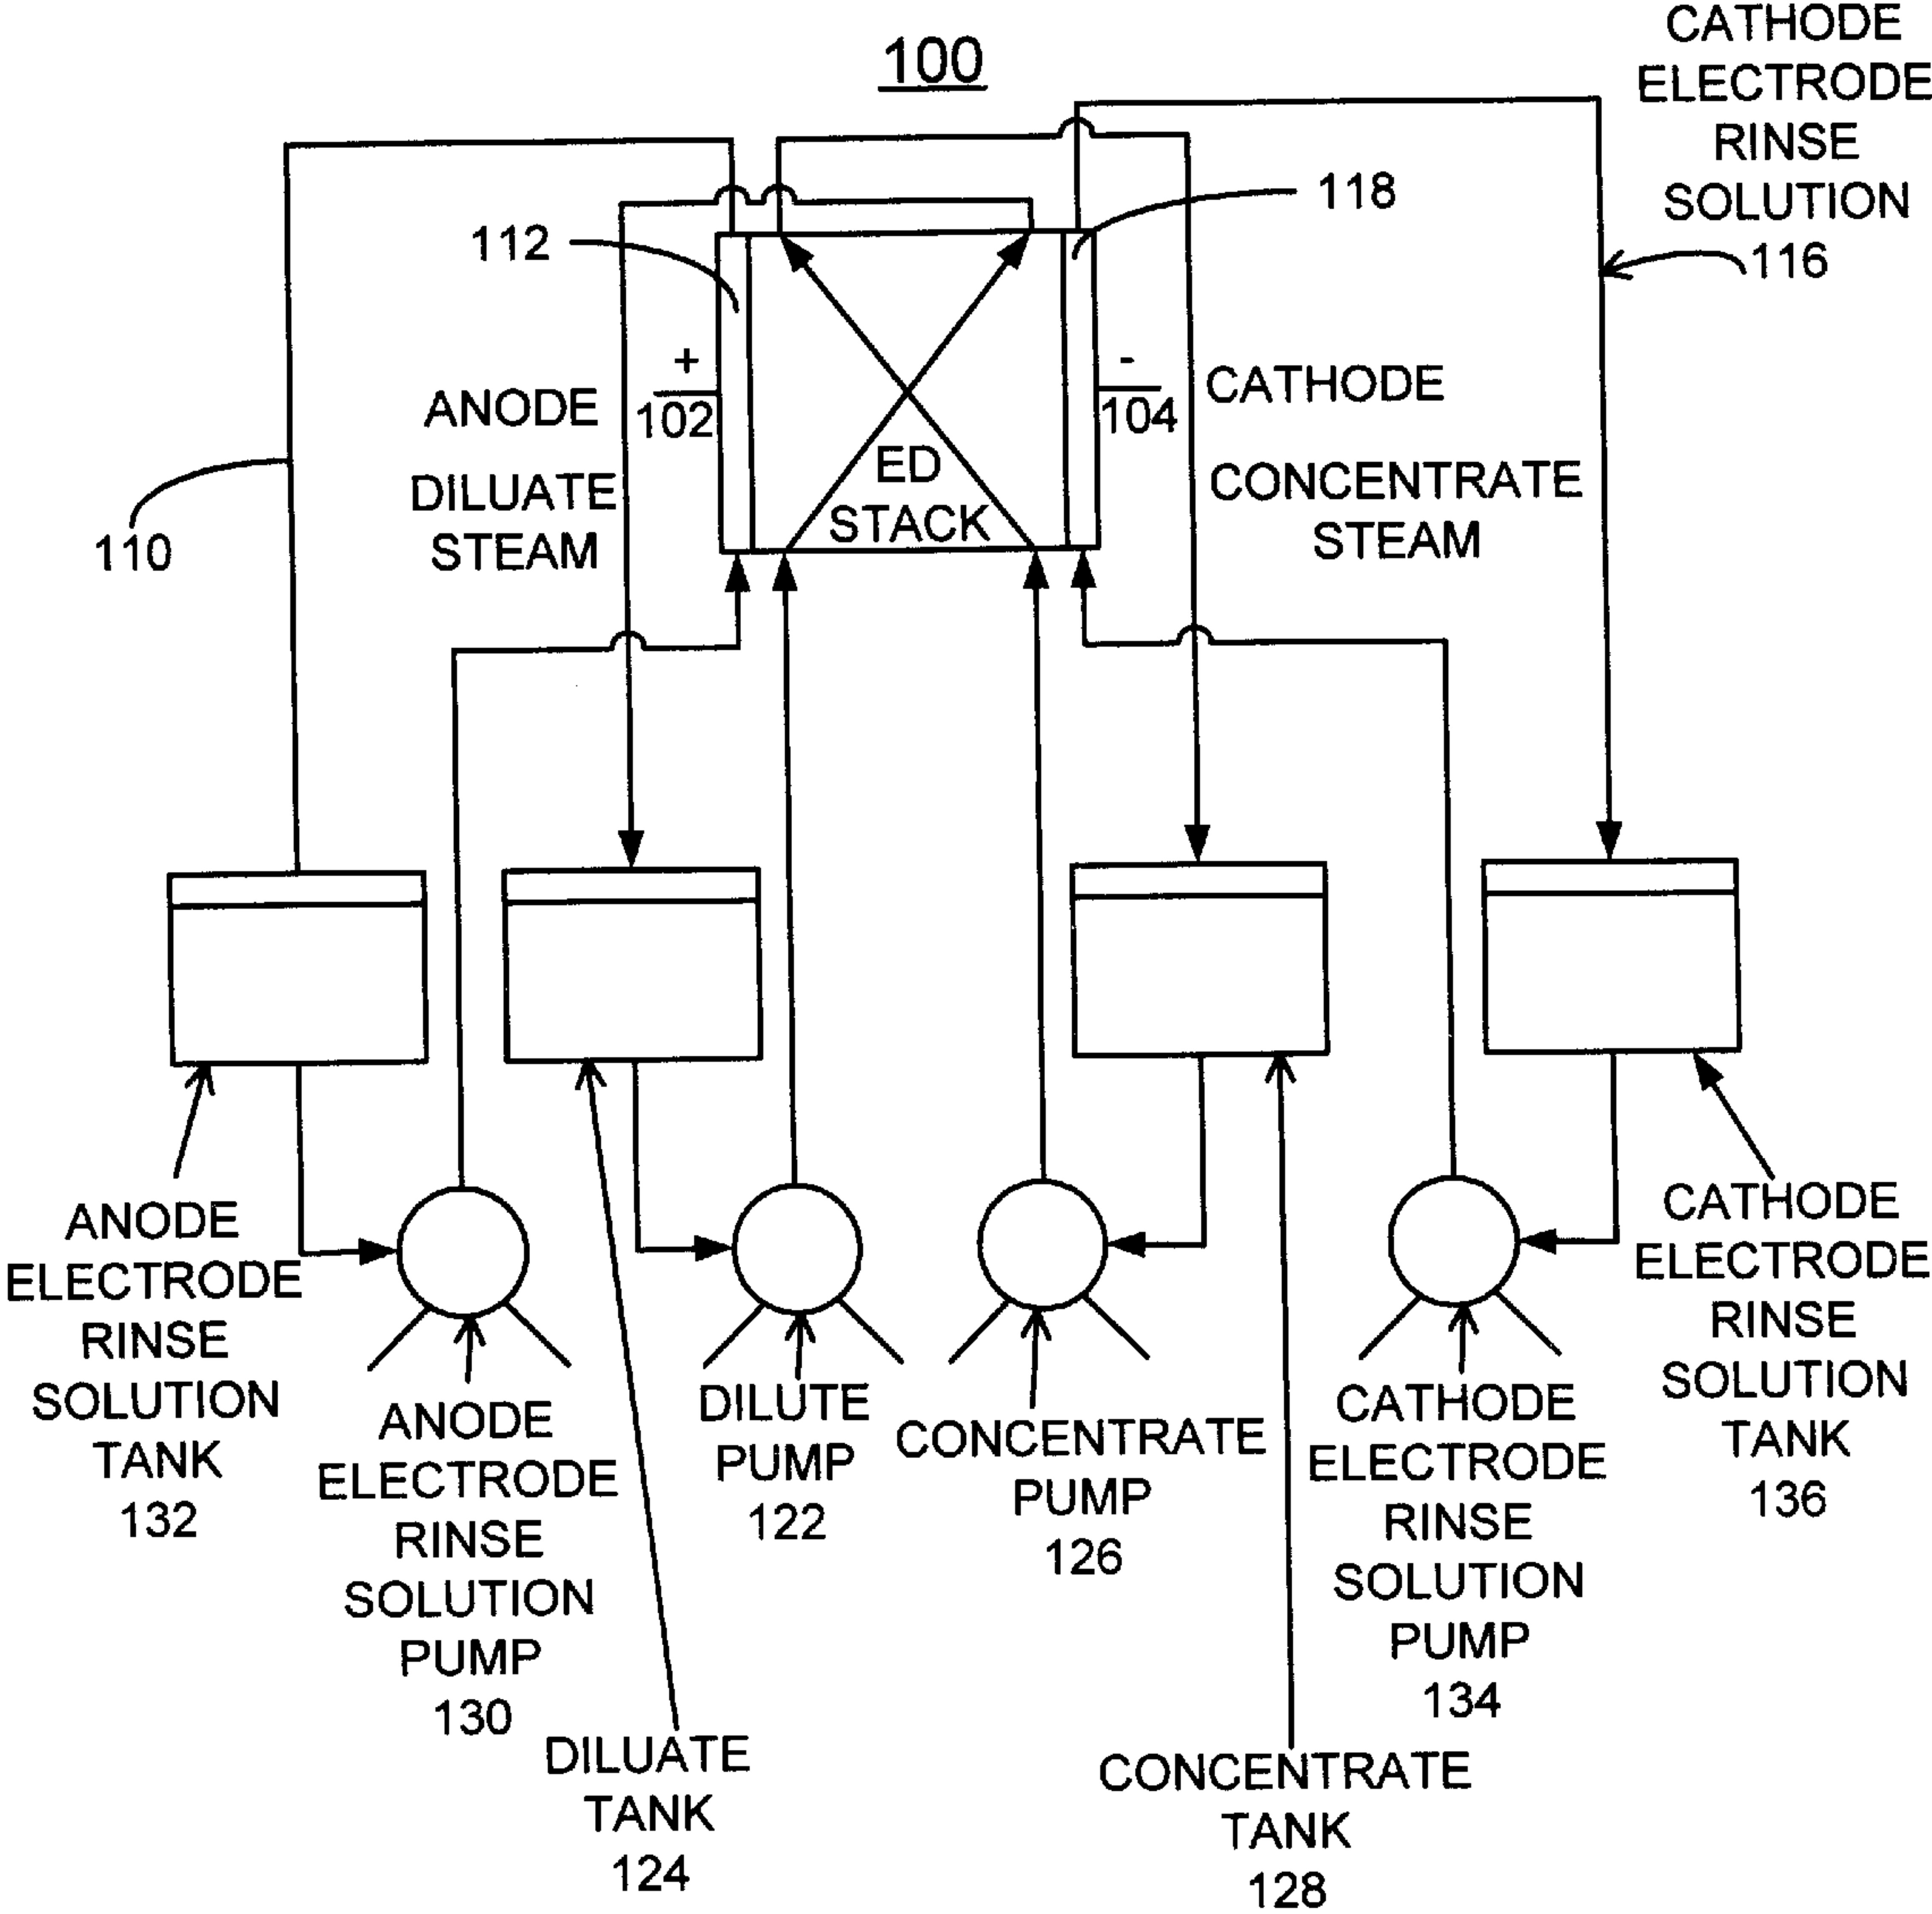 100
CATHODE
ELECTRODE
RINSE
SOLUTION
116
112
118
+
102
ANODE
-
104
CATHODE
DILUATE
STEAM
ED
STACK
CONCENTRATE
STEAM
110
ANODE
ELECTRODE
RINSE
SOLUTION
TANK
132
ANODE
ELECTRODE
RINSE
SOLUTION
PUMP
130
DILUATE
TANK
124
DILUTE
PUMP
122
CONCENTRATE
PUMP
126
CONCENTRATE
TANK
128
CATHODE
ELECTRODE
RINSE
SOLUTION
PUMP
134
CATHODE
ELECTRODE
RINSE
SOLUTION
TANK
136